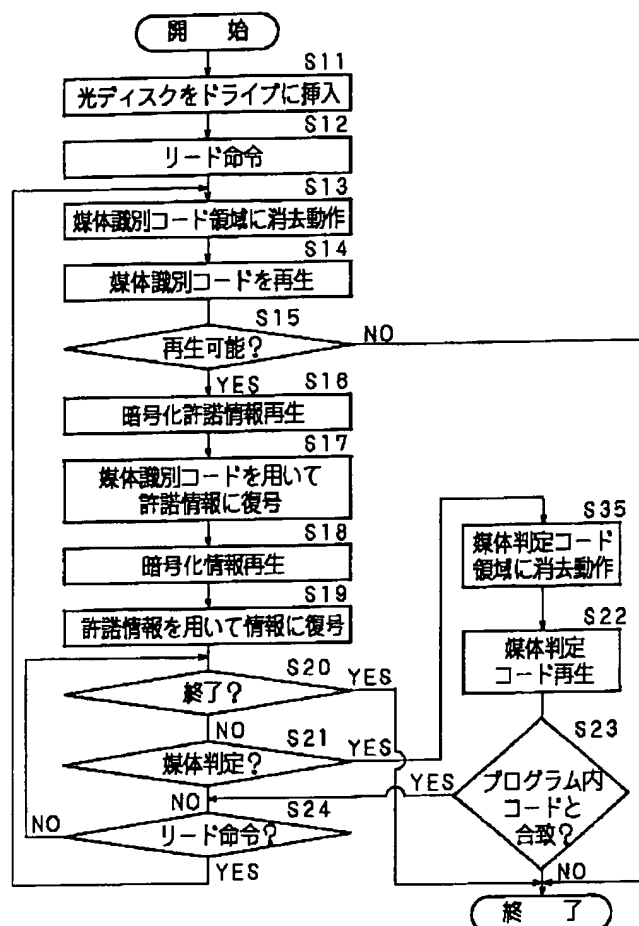 開 始
S11
光ディスクをドライブに挿入
S12
リード命令
S13
媒体識別コード領域に消去動作
S14
媒体識別コードを再生
S15
再生可能?
NO
YES
S16
暗号化許諾情報再生
S17
媒体識別コードを用いて
許諾情報に復号
S18
暗号化情報再生
S19
許諾情報を用いて情報に復号
S20
終了?
YES
NO
S21
媒体判定?
YES
NO
S24
リード命令?
NO
YES
S35
媒体判定コード
領域に消去動作
S22
媒体判定
コード再生
S23
プログラム内
コードと
合致?
YES
NO
終 了